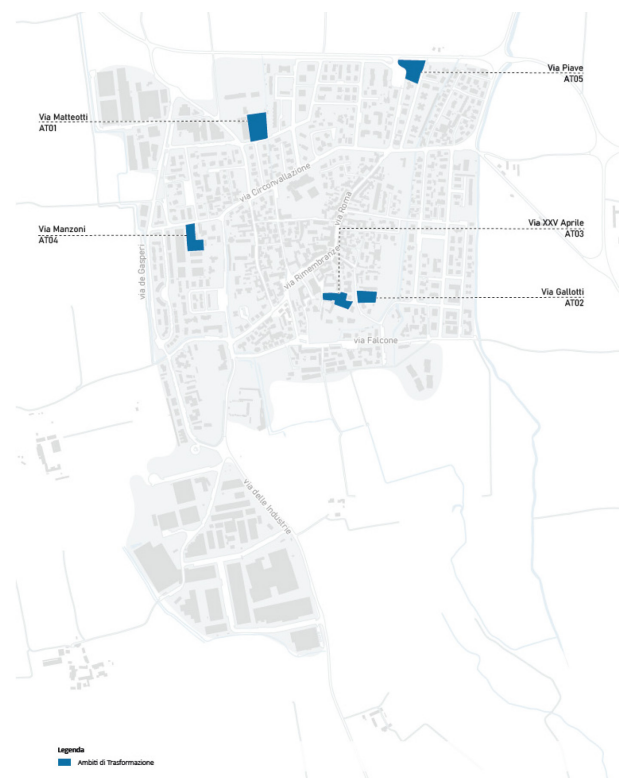 Via Piave
AT05
Via Matteotti
AT01
via Circonvallazione
via Roma
Via Manzoni
AT04
Via XXV Aprile
AT03
via de Gasperi
via Rimembranze
Via Gallotti
AT02
via Falcone
via delle Industrie
Legenda
Ambiti di Trasformazione